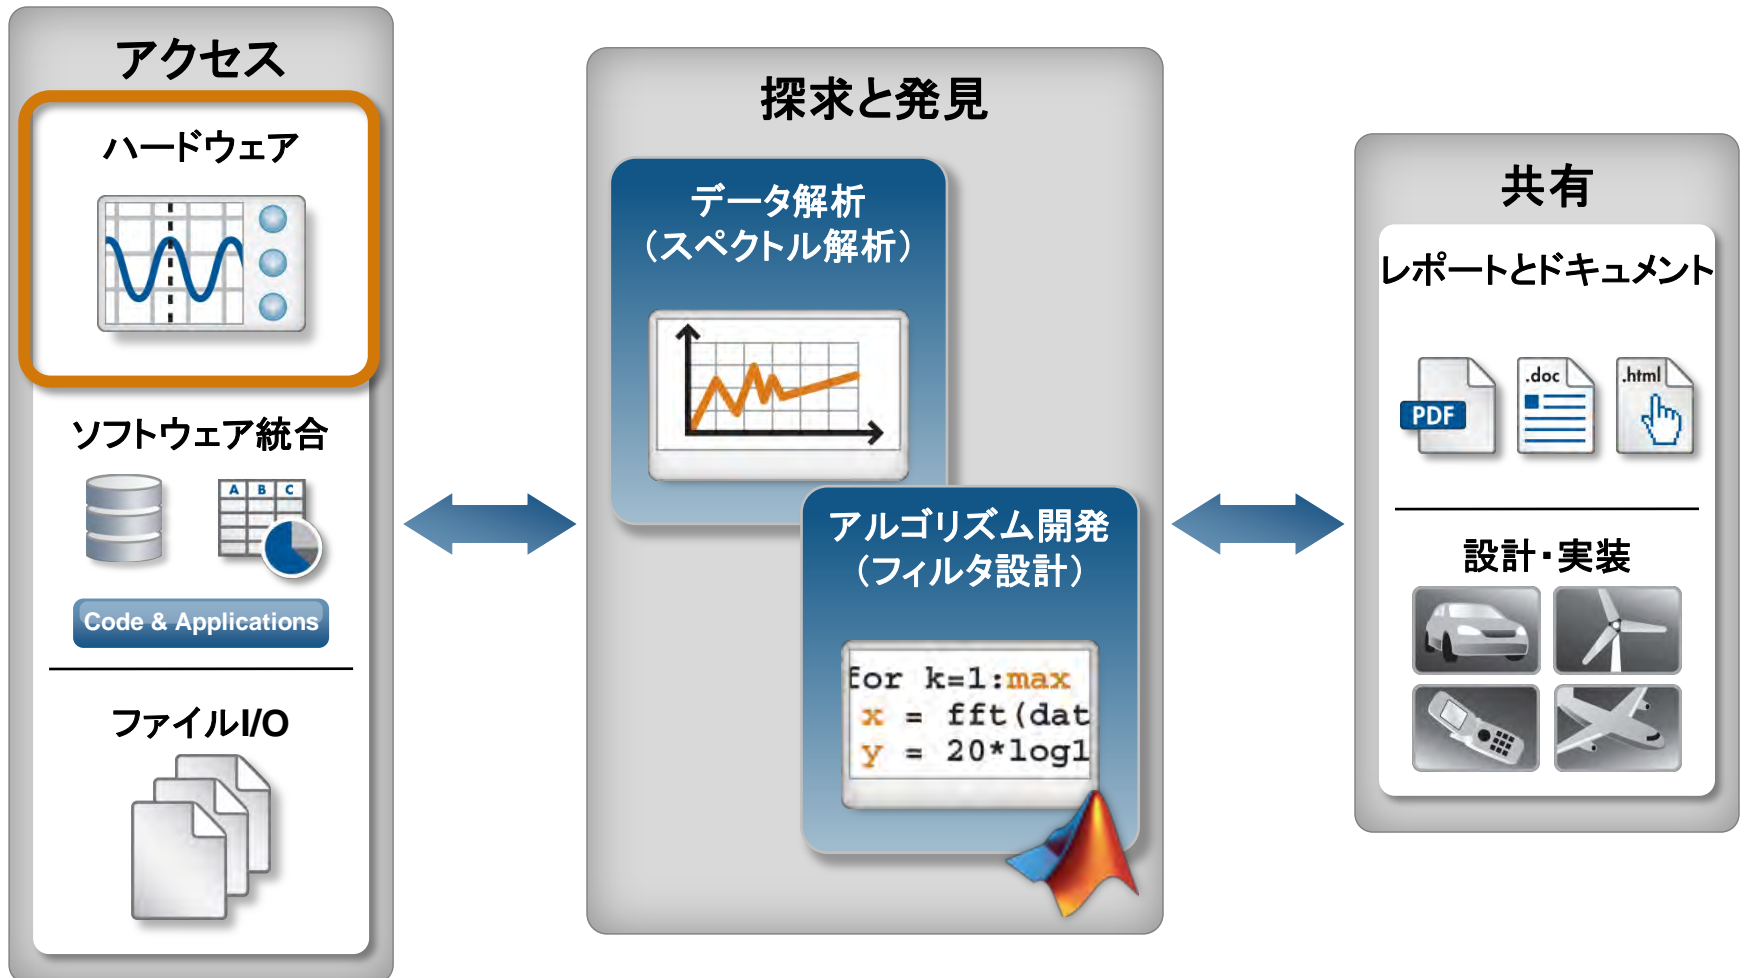 アクセス
ハードウェア
ソフトウェア統合
A B C
Code & Applications
ファイルI/O
探求と発見
データ解析
（スペクトル解析）
アルゴリズム開発
（フィルタ設計）
for k=1:max
x = fft(dat
y = 20*log1
共有
レポートとドキュメント
PDF
.doc
.html
設計・実装